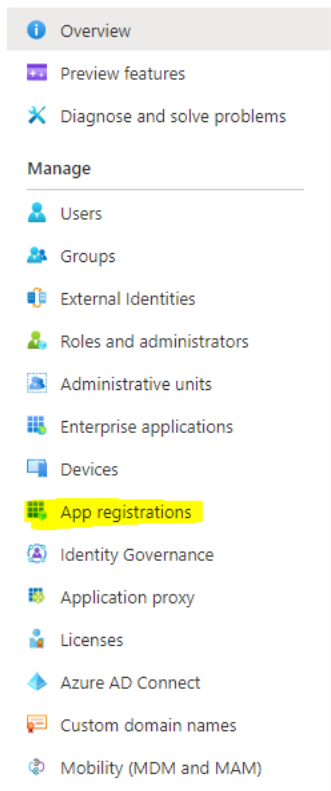 Overview
Preview features
Diagnose and solve problems
Manage
Users
Groups
External Identities
Roles and administrators
Administrative units
Enterprise applications
Devices
App registrations
Identity Governance
Application proxy
Licenses
Azure AD Connect
Custom domain names
Mobility (MDM and MAM)